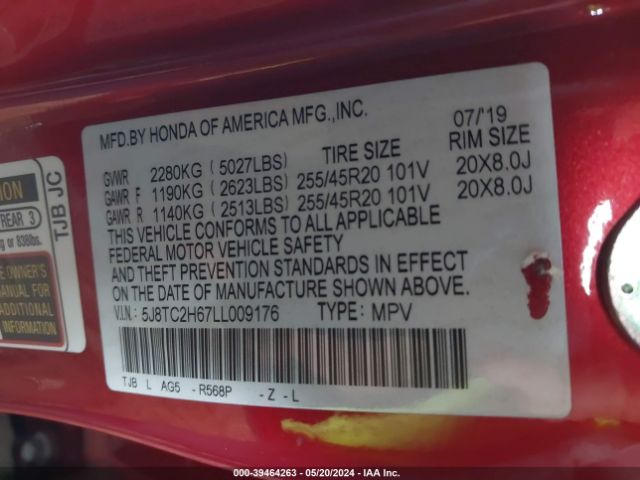 MFD.BY HONDA OF AMERICA MFG.,INC. 07/'19
TIRE SIZE RIM SIZE
GVWR 2280KG ( 5027LBS)
GAWR F 1190KG ( 2623LBS) 255/45R20 101V 20X8.0J
GAWR R 1140KG ( 2513LBS) 255/45R20 101V 20X8.0J
THIS VEHICLE CONFORMS TO ALL APPLICABLE
FEDERAL MOTOR VEHICLE SAFETY
AND THEFT PREVENTION STANDARDS IN EFFECT
ON THE DATE OF MANUFACTURE SHOWN ABOVE.
V.I.N.: 5J8TC2H67LL009176 TYPE: MPV
TJB L AG5 - R568P - Z - L
TJB JC
REAR 3
or 838lbs.
OWNER'S
MANUAL FOR
ADDITIONAL
INFORMATION
000-39464263 - 05/20/2024 - IAA Inc.